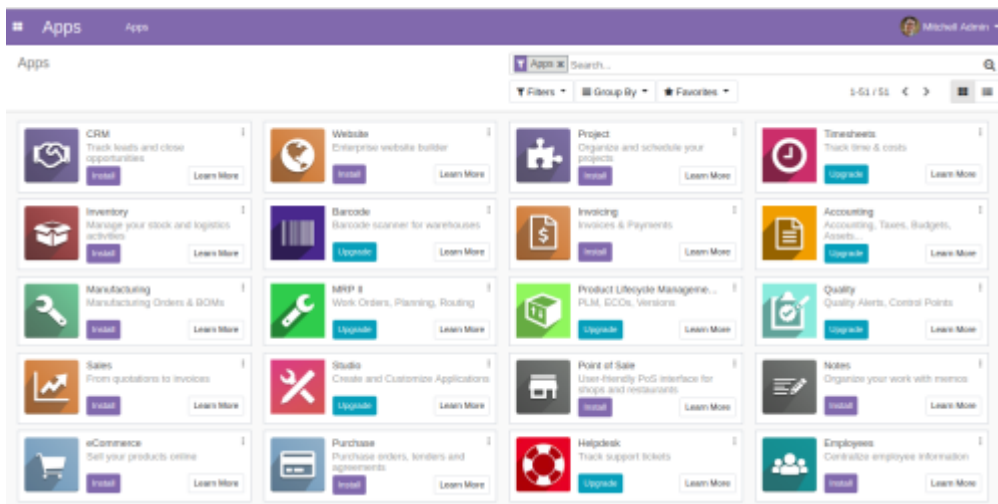 Apps Apps Mitchell Admin
Apps
Apps × Search...
Filters Group By Favorites 1-51 / 51
CRM
Track leads and close
opportunities
Install Learn More
Website
Enterprise website builder
Install Learn More
Project
Organize and schedule your
projects
Install Learn More
Timesheets
Track time & costs
Upgrade Learn More
Inventory
Manage your stock and logistics
activities
Install Learn More
Barcode
Barcode scanner for warehouses
Upgrade Learn More
Invoicing
Invoices & Payments
Install Learn More
Accounting
Accounting, Taxes, Budgets,
Assets...
Upgrade Learn More
Manufacturing
Manufacturing Orders & BOMs
Install Learn More
MRP II
Work Orders, Planning, Routing
Upgrade Learn More
Product Lifecycle Manageme...
PLM, ECOs, Versions
Upgrade Learn More
Quality
Quality Alerts, Control Points
Upgrade Learn More
Sales
From quotations to invoices
Install Learn More
Studio
Create and Customize Applications
Upgrade Learn More
Point of Sale
User-friendly PoS interface for
shops and restaurants
Install Learn More
Notes
Organize your work with memos
Install Learn More
eCommerce
Sell your products online
Install Learn More
Purchase
Purchase orders, tenders and
agreements
Install Learn More
Helpdesk
Track support tickets
Upgrade Learn More
Employees
Centralize employee information
Install Learn More